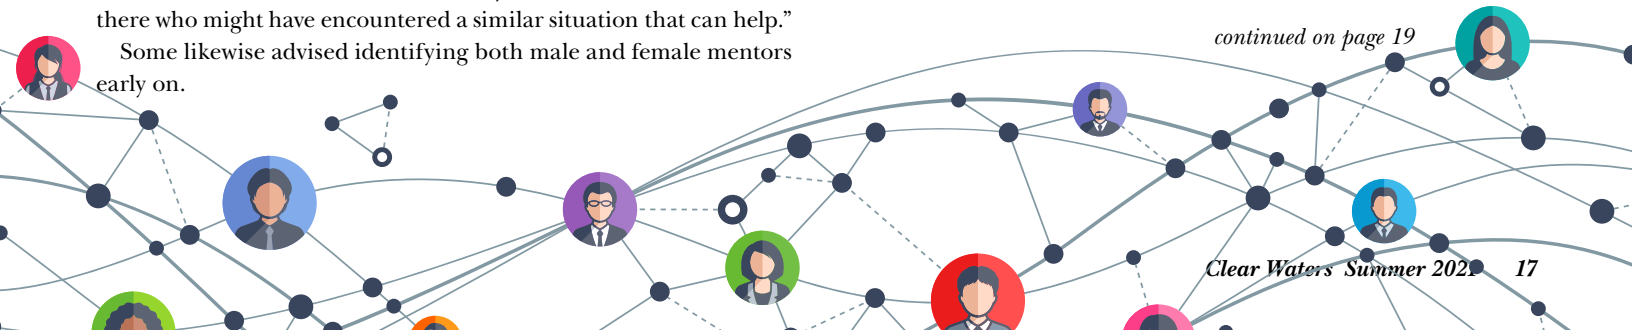 there who might have encountered a similar situation that can help.”
Some likewise advised identifying both male and female mentors
early on.
continued on page 19
Clear Waters Summer 2021 17